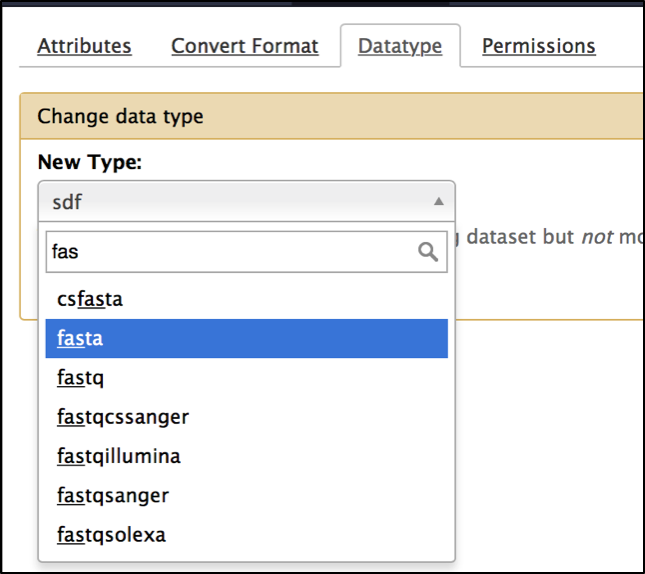 Attributes Convert Format Datatype Permissions
Change data type
New Type:
sdf
dataset but not
fas
csfasta
fasta
fastq
fastqcssanger
fastqillumina
fastqsanger
fastqsolexa